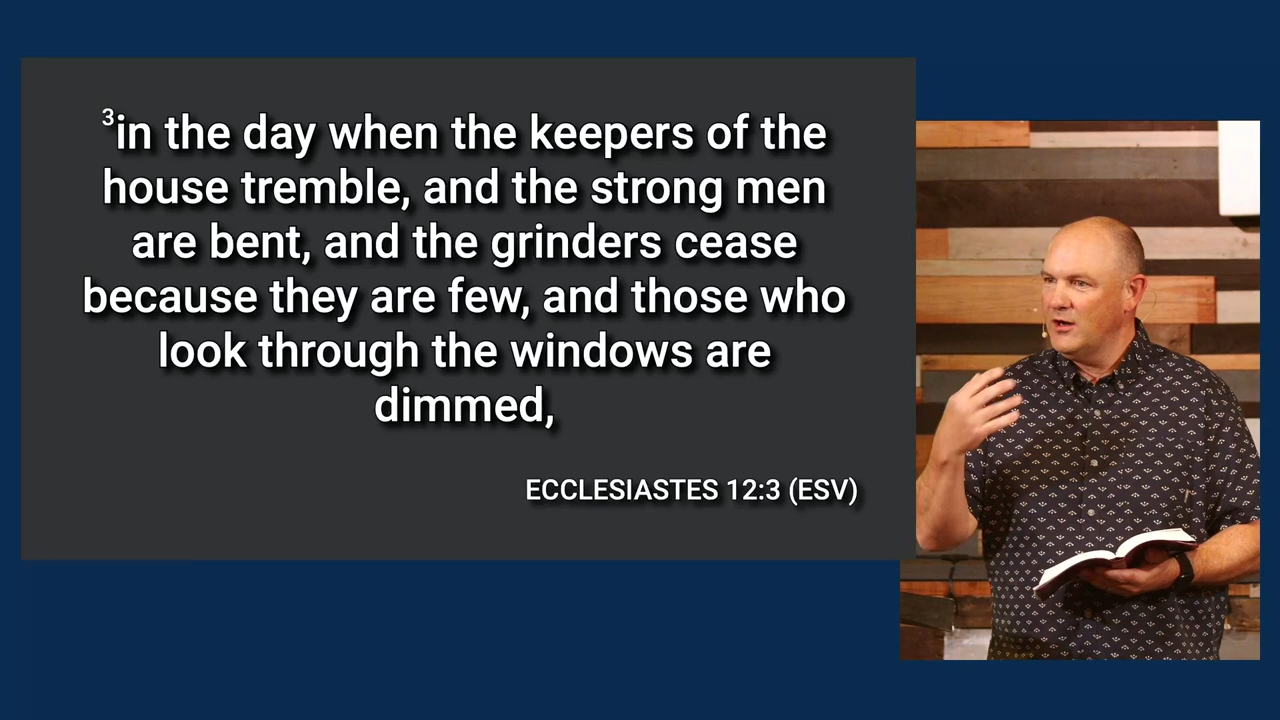 3in the day when the keepers of the
house tremble, and the strong men
are bent, and the grinders cease
because they are few, and those who
look through the windows are
dimmed,
ECCLESIASTES 12:3 (ESV)